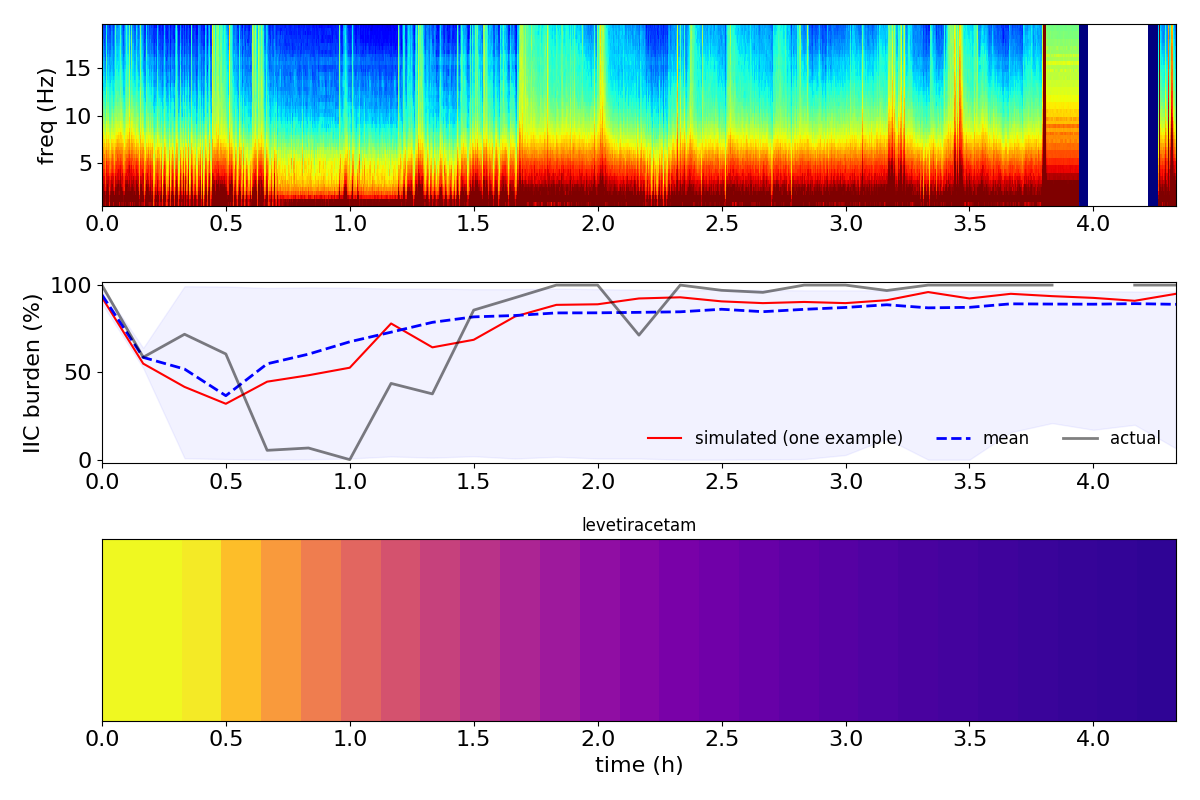 freq (Hz)
15
10
5
0.0 0.5 1.0 1.5 2.0 2.5 3.0 3.5 4.0
IIC burden (%)
100
50
0
simulated (one example) mean actual
0.0 0.5 1.0 1.5 2.0 2.5 3.0 3.5 4.0
levetiracetam
0.0 0.5 1.0 1.5 2.0 2.5 3.0 3.5 4.0
time (h)